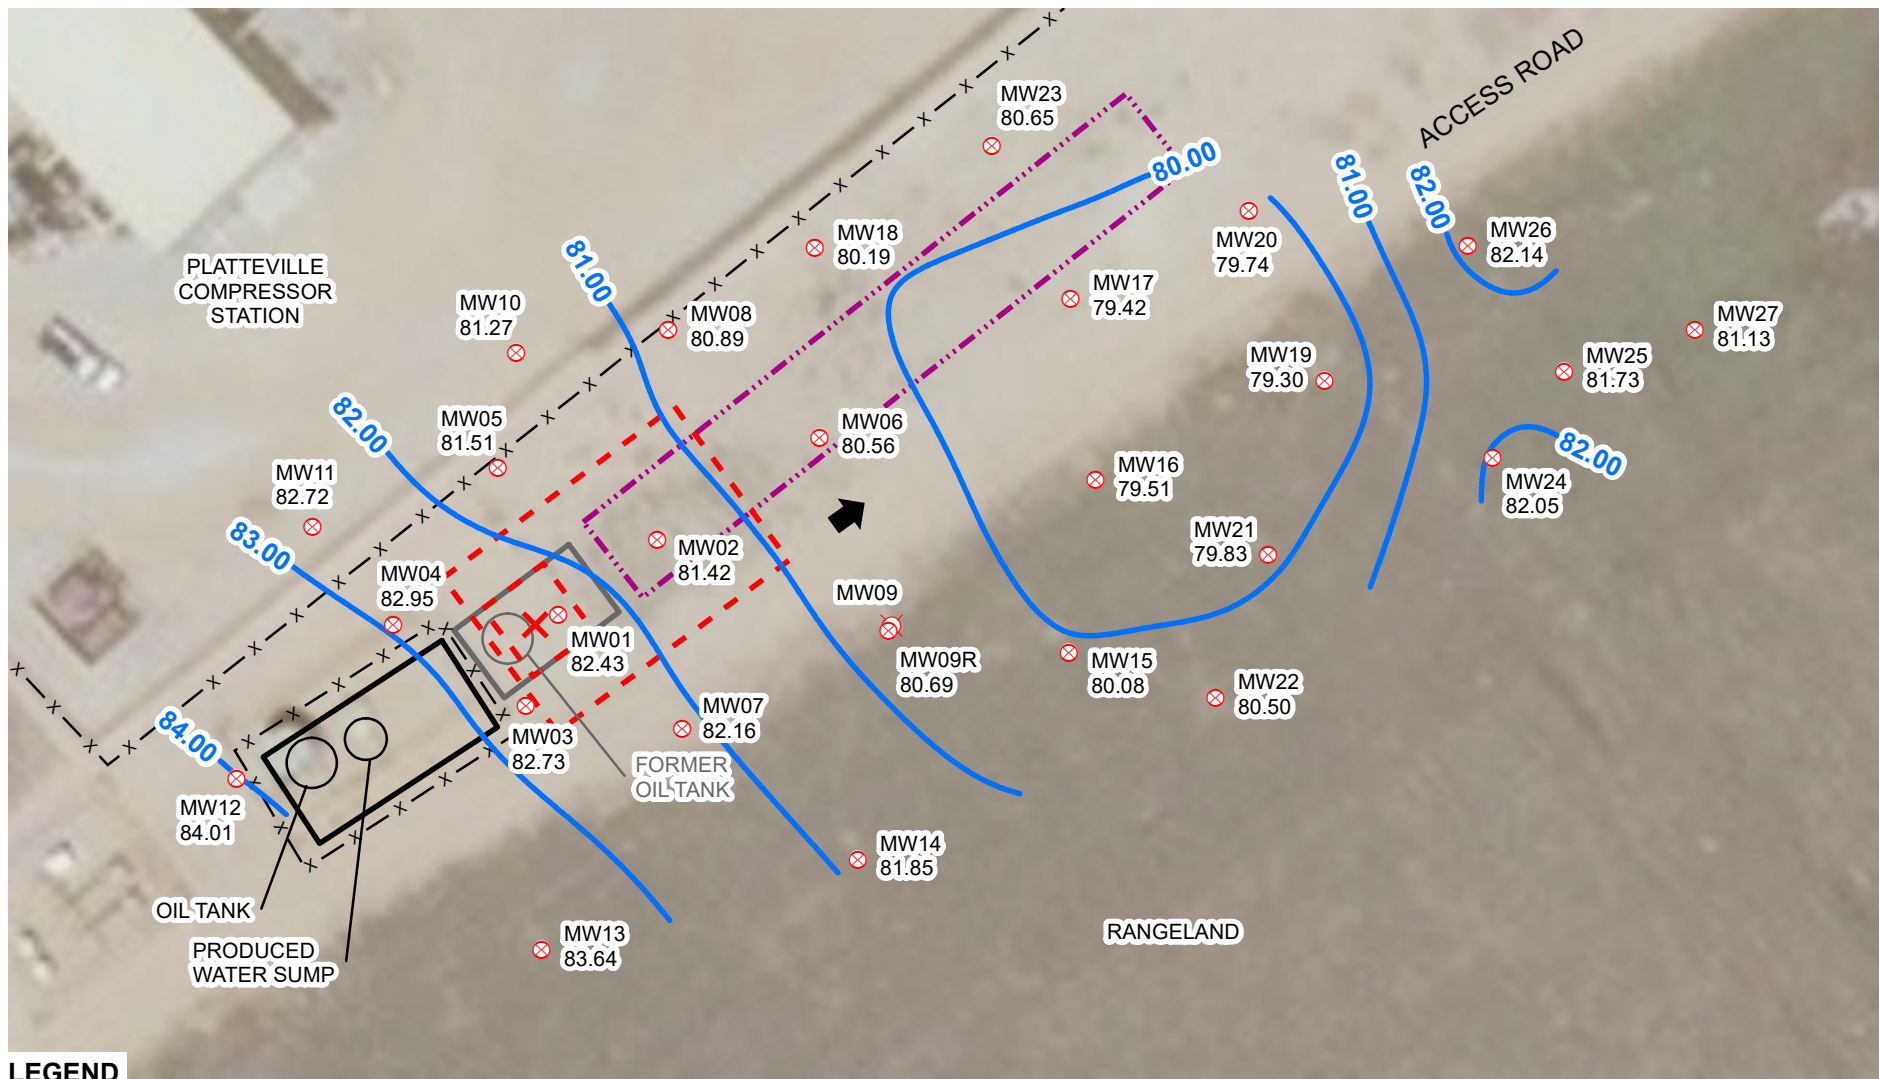 ACCESS ROAD
MW23
80.65
80.00
81.00
82.00
MW18
80.19
MW20
79.74
MW26
82.14
PLATTEVILLE
COMPRESSOR
STATION
81.00
MW10
81.27
MW08
80.89
MW17
79.42
MW27
81.13
MW19
79.30
MW25
81.73
82.00
MW05
81.51
MW06
80.56
MW11
82.72
MW16
79.51
82.00
MW24
82.05
83.00
MW04
82.95
MW02
81.42
MW21
79.83
MW09
MW01
82.43
MW09R
80.69
MW15
80.08
MW22
80.50
84.00
MW03
82.73
MW07
82.16
FORMER
OIL TANK
MW12
84.01
MW14
81.85
OIL TANK
PRODUCED
WATER SUMP
MW13
83.64
RANGELAND
LEGEND